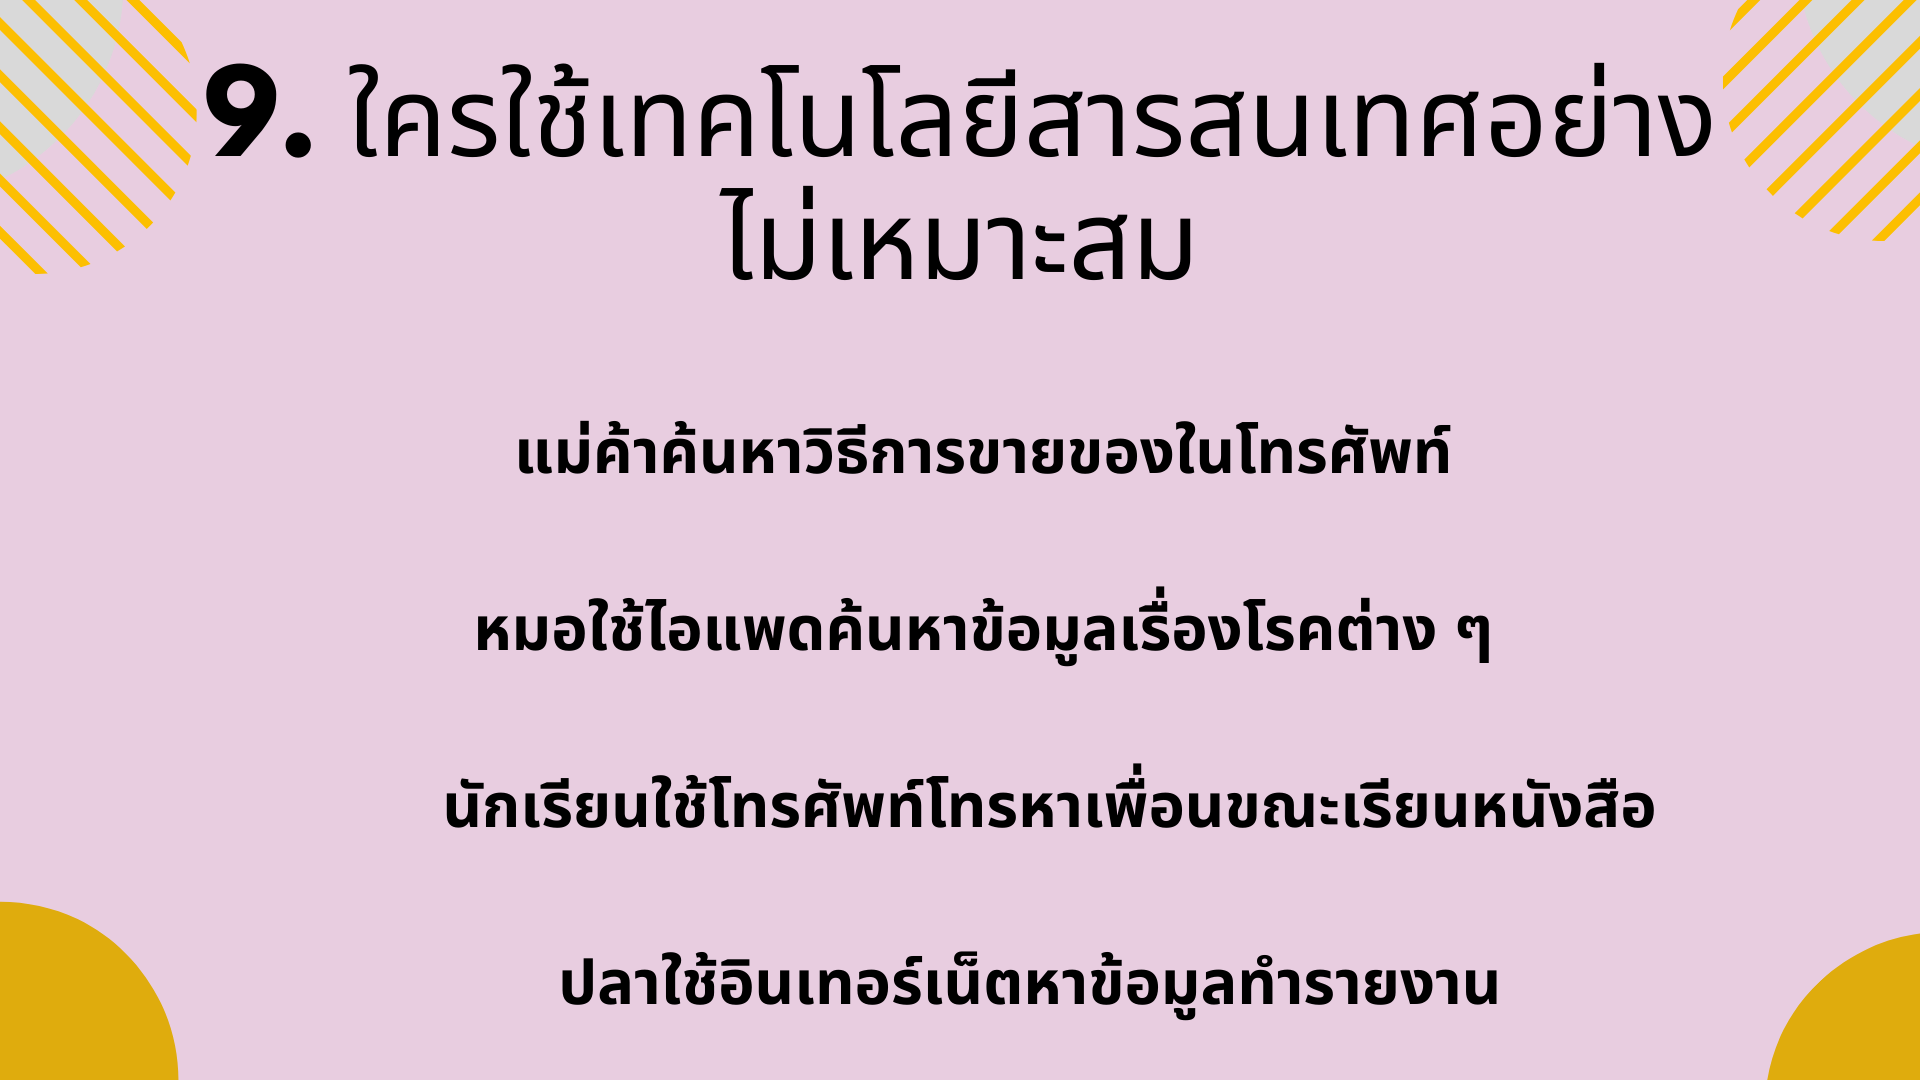 9. ใครใช้เทคโนโลยีสารสนเทศอย่าง
ไม่เหมาะสม
แม่ค้าค้นหาวิธีการขายของในโทรศัพท์
หมอใช้ไอแพดค้นหาข้อมูลเรื่องโรคต่าง ๆ
นักเรียนใช้โทรศัพท์โทรหาเพื่อนขณะเรียนหนังสือ
ปลาใช้อินเทอร์เน็ตหาข้อมูลทำรายงาน